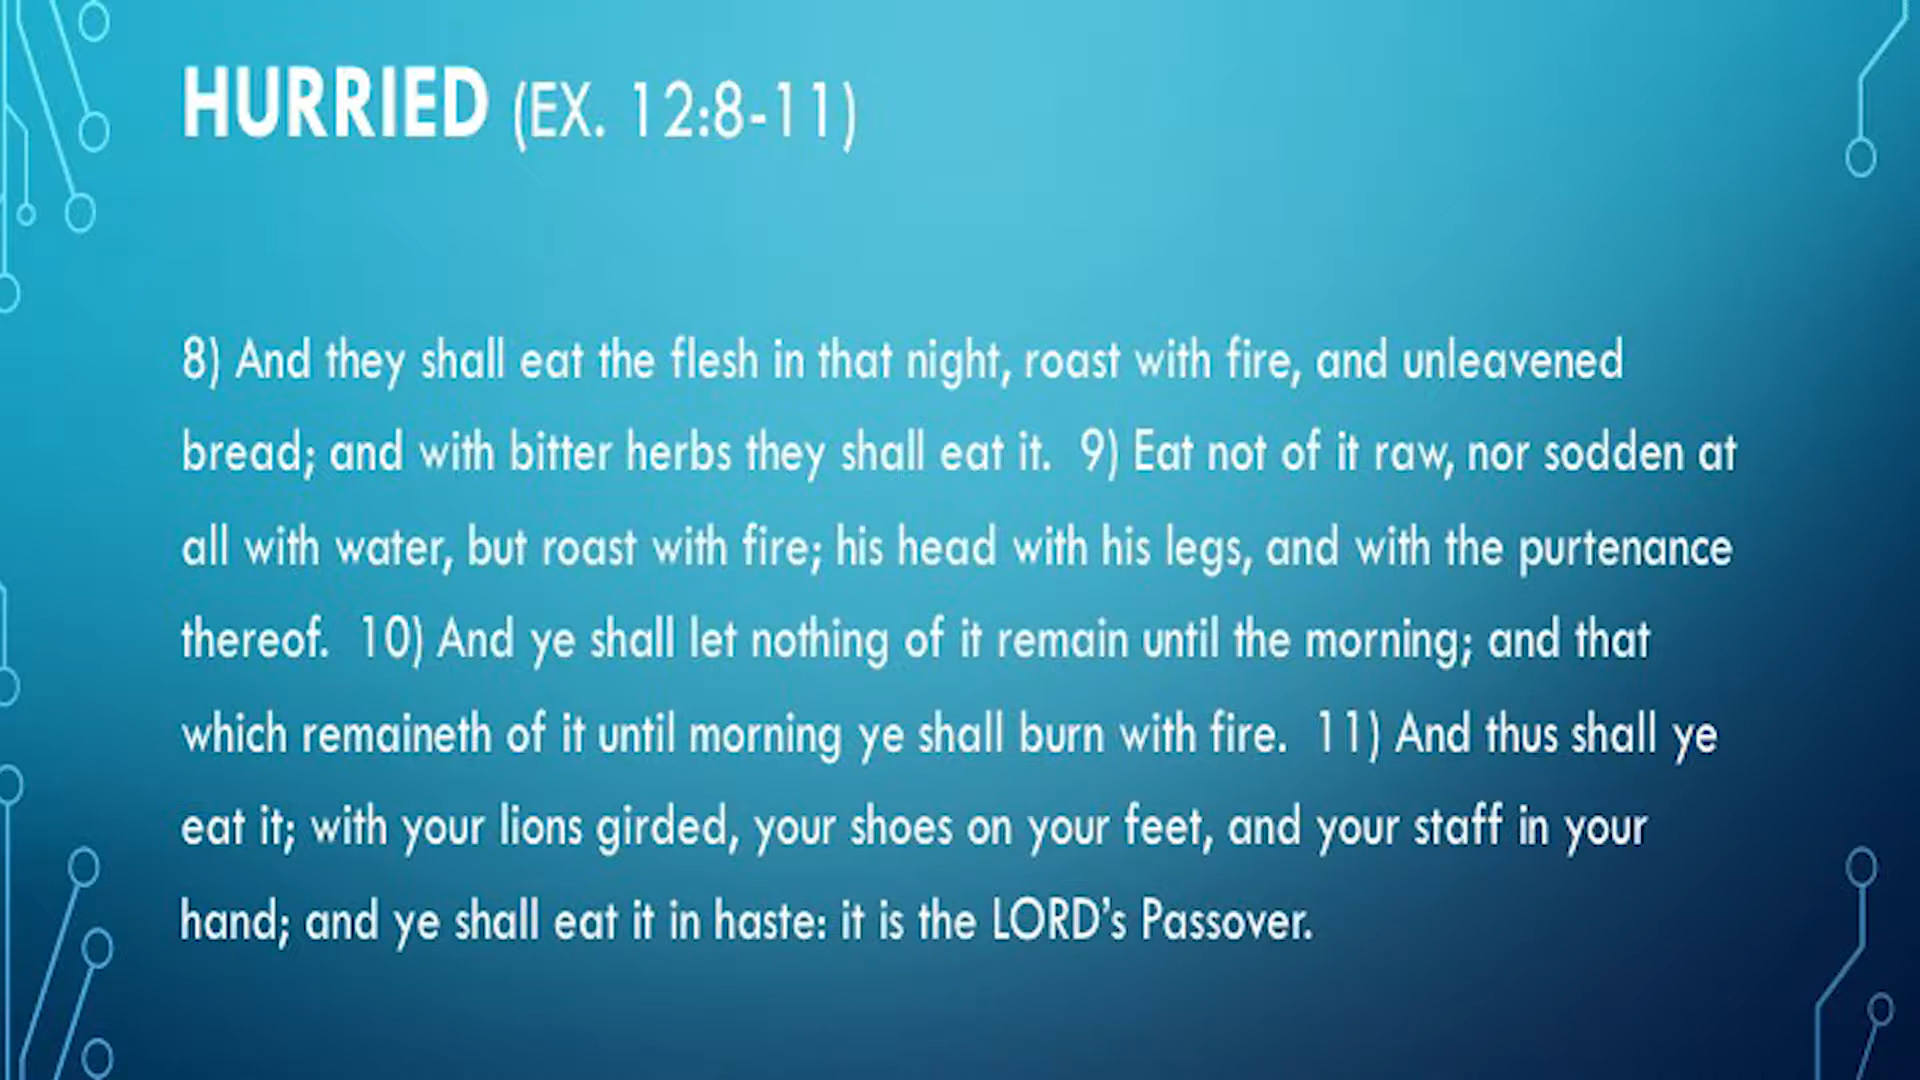 HURRIED (EX. 12:8-11)
8) And they shall eat the flesh in that night, roast with fire, and unleavened
bread; and with bitter herbs they shall eat it.  9) Eat not of it raw, nor sodden at
all with water, but roast with fire; his head with his legs, and with the purtenance
thereof.  10) And ye shall let nothing of it remain until the morning; and that
which remaineth of it until morning ye shall burn with fire.  11) And thus shall ye
eat it; with your lions girded, your shoes on your feet, and your staff in your
hand; and ye shall eat it in haste: it is the LORD’s Passover.